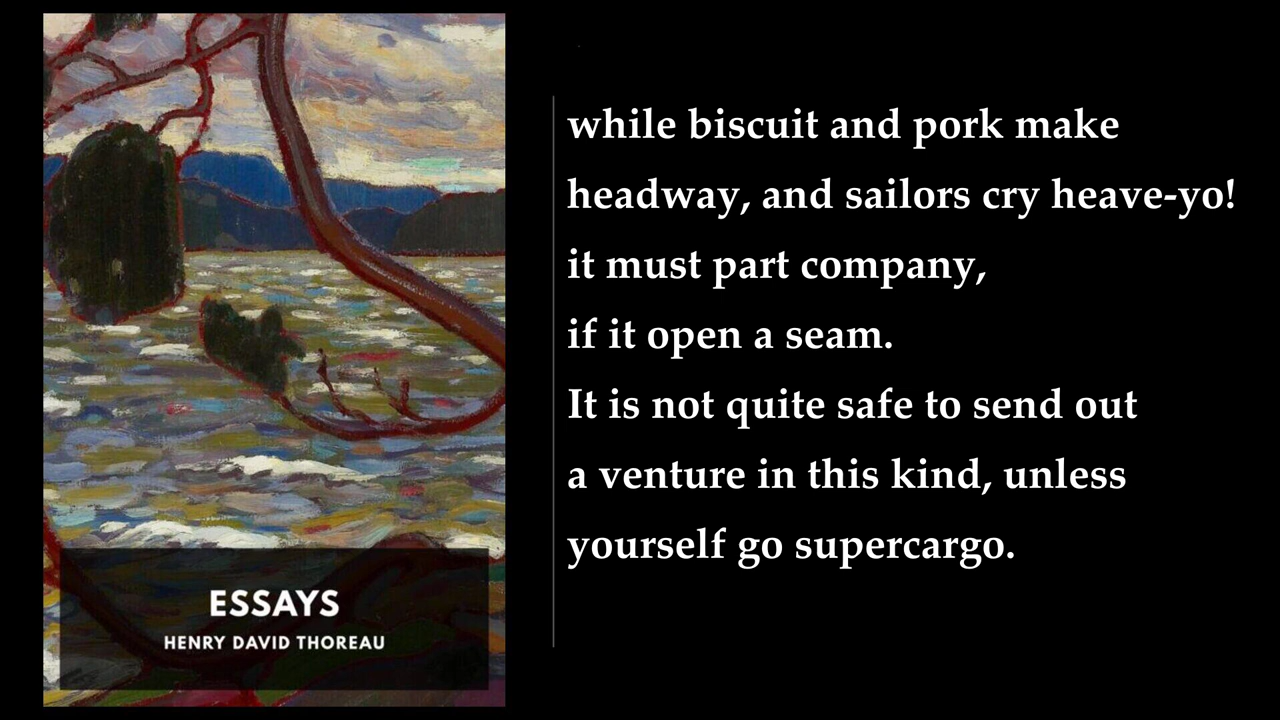 ESSAYS
HENRY DAVID THOREAU
while biscuit and pork make
headway, and sailors cry heave-yo!
it must part company,
if it open a seam.
It is not quite safe to send out
a venture in this kind, unless
yourself go supercargo.